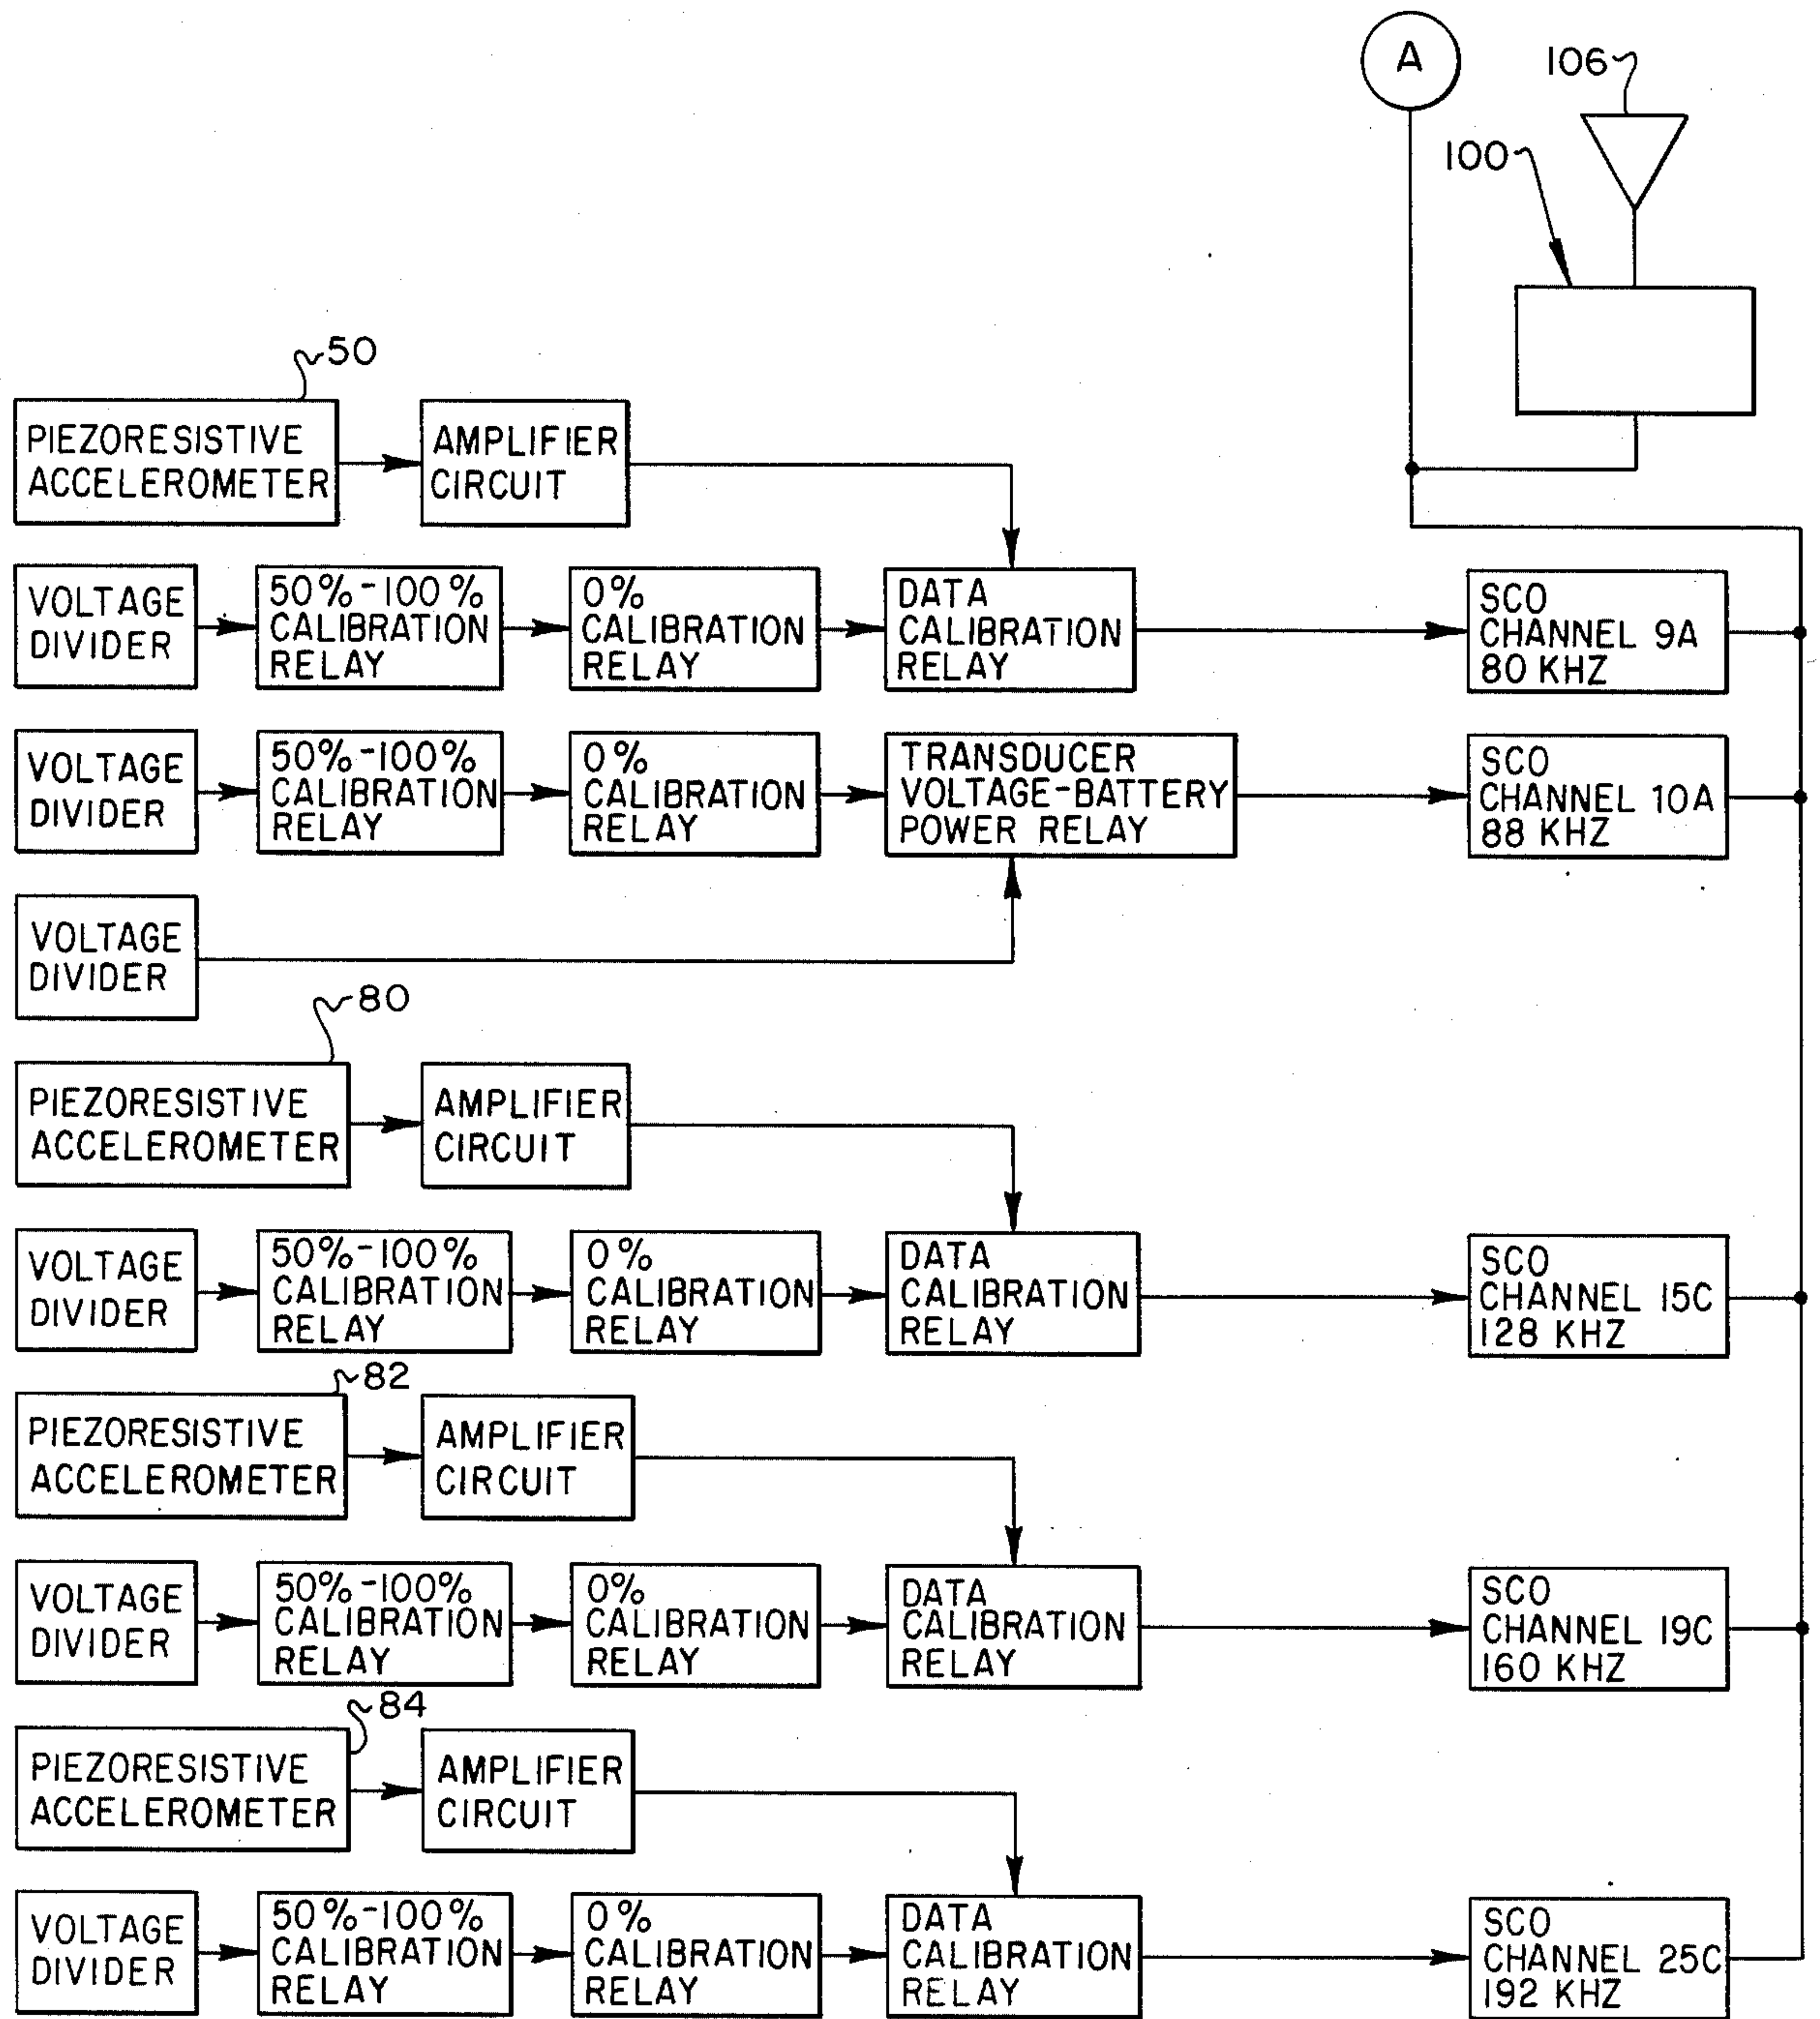 A
106
100
50
PIEZORESISTIVE
ACCELEROMETER
AMPLIFIER
CIRCUIT
VOLTAGE
DIVIDER
50%-100%
CALIBRATION
RELAY
0%
CALIBRATION
RELAY
DATA
CALIBRATION
RELAY
SCO
CHANNEL 9A
80 KHZ
VOLTAGE
DIVIDER
50%-100%
CALIBRATION
RELAY
0%
CALIBRATION
RELAY
TRANSDUCER
VOLTAGE-BATTERY
POWER RELAY
SCO
CHANNEL 10A
88 KHZ
VOLTAGE
DIVIDER
80
PIEZORESISTIVE
ACCELEROMETER
AMPLIFIER
CIRCUIT
VOLTAGE
DIVIDER
50%-100%
CALIBRATION
RELAY
0%
CALIBRATION
RELAY
DATA
CALIBRATION
RELAY
SCO
CHANNEL 15C
128 KHZ
82
PIEZORESISTIVE
ACCELEROMETER
AMPLIFIER
CIRCUIT
VOLTAGE
DIVIDER
50%-100%
CALIBRATION
RELAY
0%
CALIBRATION
RELAY
DATA
CALIBRATION
RELAY
SCO
CHANNEL 19C
160 KHZ
84
PIEZORESISTIVE
ACCELEROMETER
AMPLIFIER
CIRCUIT
VOLTAGE
DIVIDER
50%-100%
CALIBRATION
RELAY
0%
CALIBRATION
RELAY
DATA
CALIBRATION
RELAY
SCO
CHANNEL 25C
192 KHZ